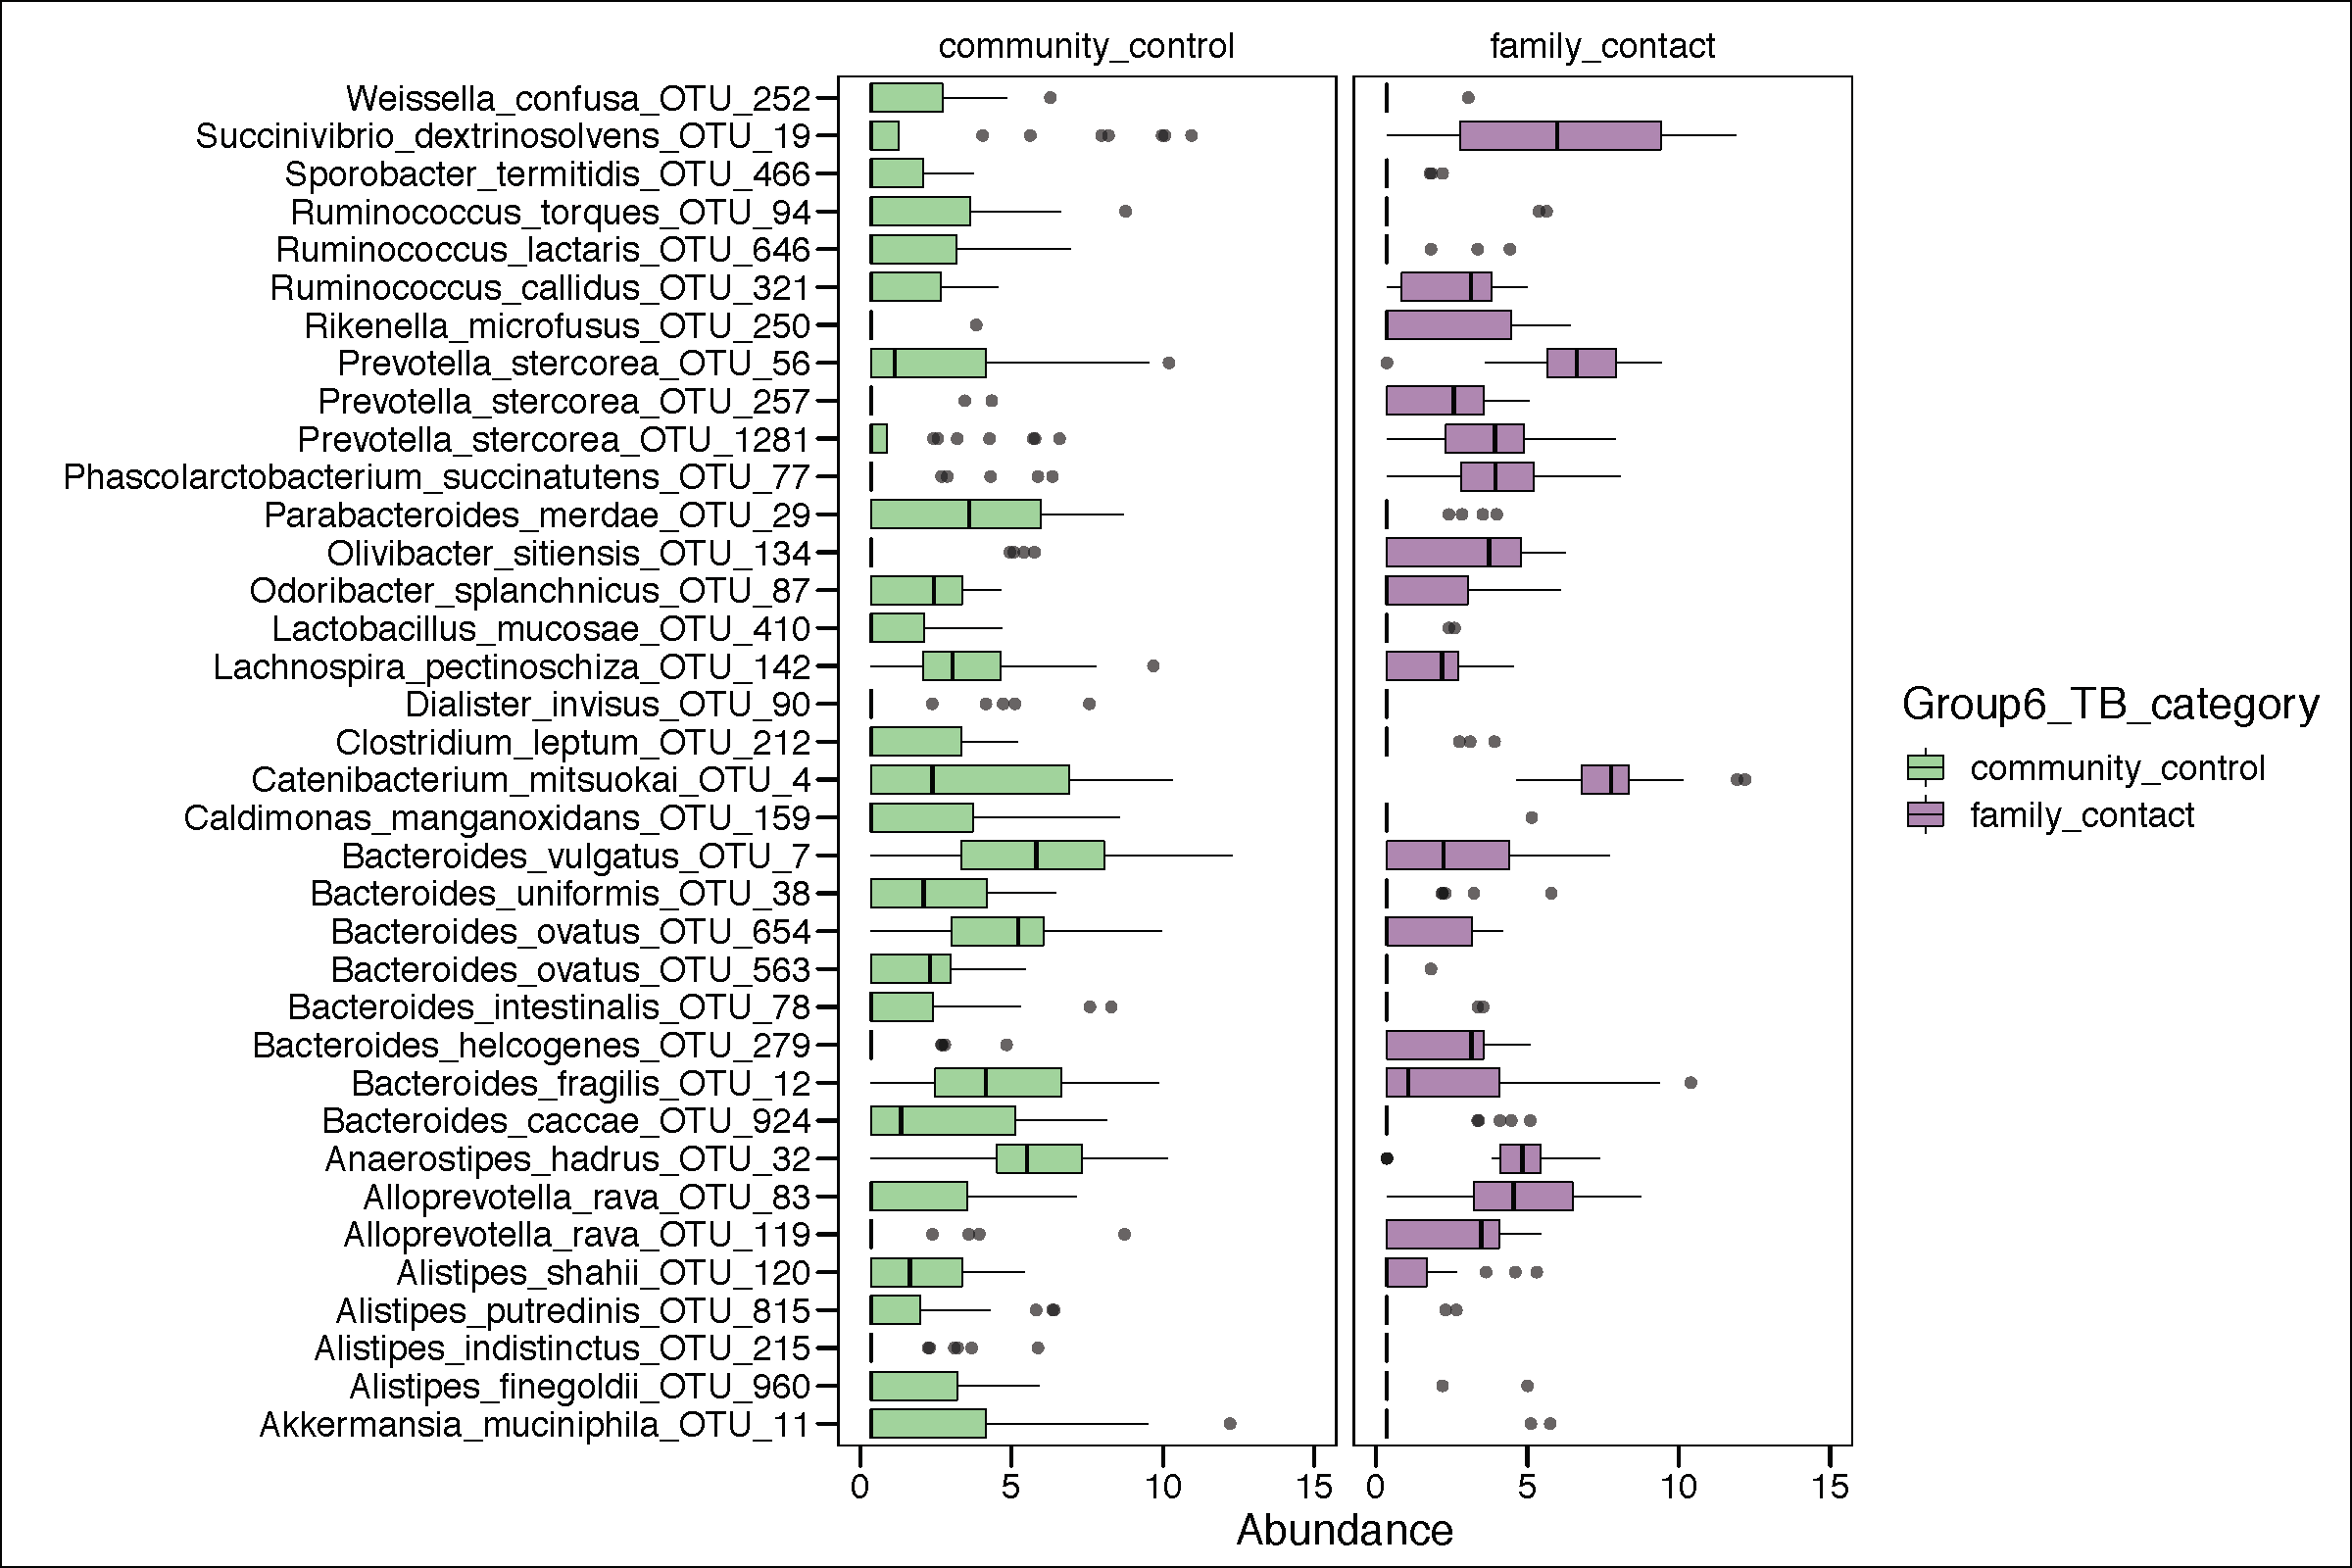 community_control family_contact
Weissella_confusa_OTU_252
Succinivibrio_dextrinosolvens_OTU_19
Sporobacter_termitidis_OTU_466
Ruminococcus_torques_OTU_94
Ruminococcus_lactaris_OTU_646
Ruminococcus_callidus_OTU_321
Rikenella_microfusus_OTU_250
Prevotella_stercorea_OTU_56
Prevotella_stercorea_OTU_257
Prevotella_stercorea_OTU_1281
Phascolarctobacterium_succinatutens_OTU_77
Parabacteroides_merdae_OTU_29
Olivibacter_sitiensis_OTU_134
Odoribacter_splanchnicus_OTU_87
Lactobacillus_mucosae_OTU_410
Lachnospira_pectinoschiza_OTU_142
Dialister_invisus_OTU_90
Clostridium_leptum_OTU_212
Catenibacterium_mitsuokai_OTU_4
Caldimonas_manganoxidans_OTU_159
Bacteroides_vulgatus_OTU_7
Bacteroides_uniformis_OTU_38
Bacteroides_ovatus_OTU_654
Bacteroides_ovatus_OTU_563
Bacteroides_intestinalis_OTU_78
Bacteroides_helcogenes_OTU_279
Bacteroides_fragilis_OTU_12
Bacteroides_caccae_OTU_924
Anaerostipes_hadrus_OTU_32
Alloprevotella_rava_OTU_83
Alloprevotella_rava_OTU_119
Alistipes_shahii_OTU_120
Alistipes_putredinis_OTU_815
Alistipes_indistinctus_OTU_215
Alistipes_finegoldii_OTU_960
Akkermansia_muciniphila_OTU_11
0 5 10 15 0 5 10 15
Abundance
Group6_TB_category
community_control
family_contact